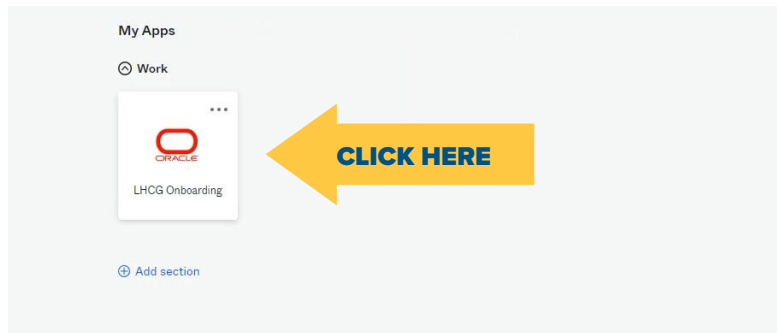 My Apps
Work
...
ORACLE
CLICK HERE
LHCG Onboarding
Add section